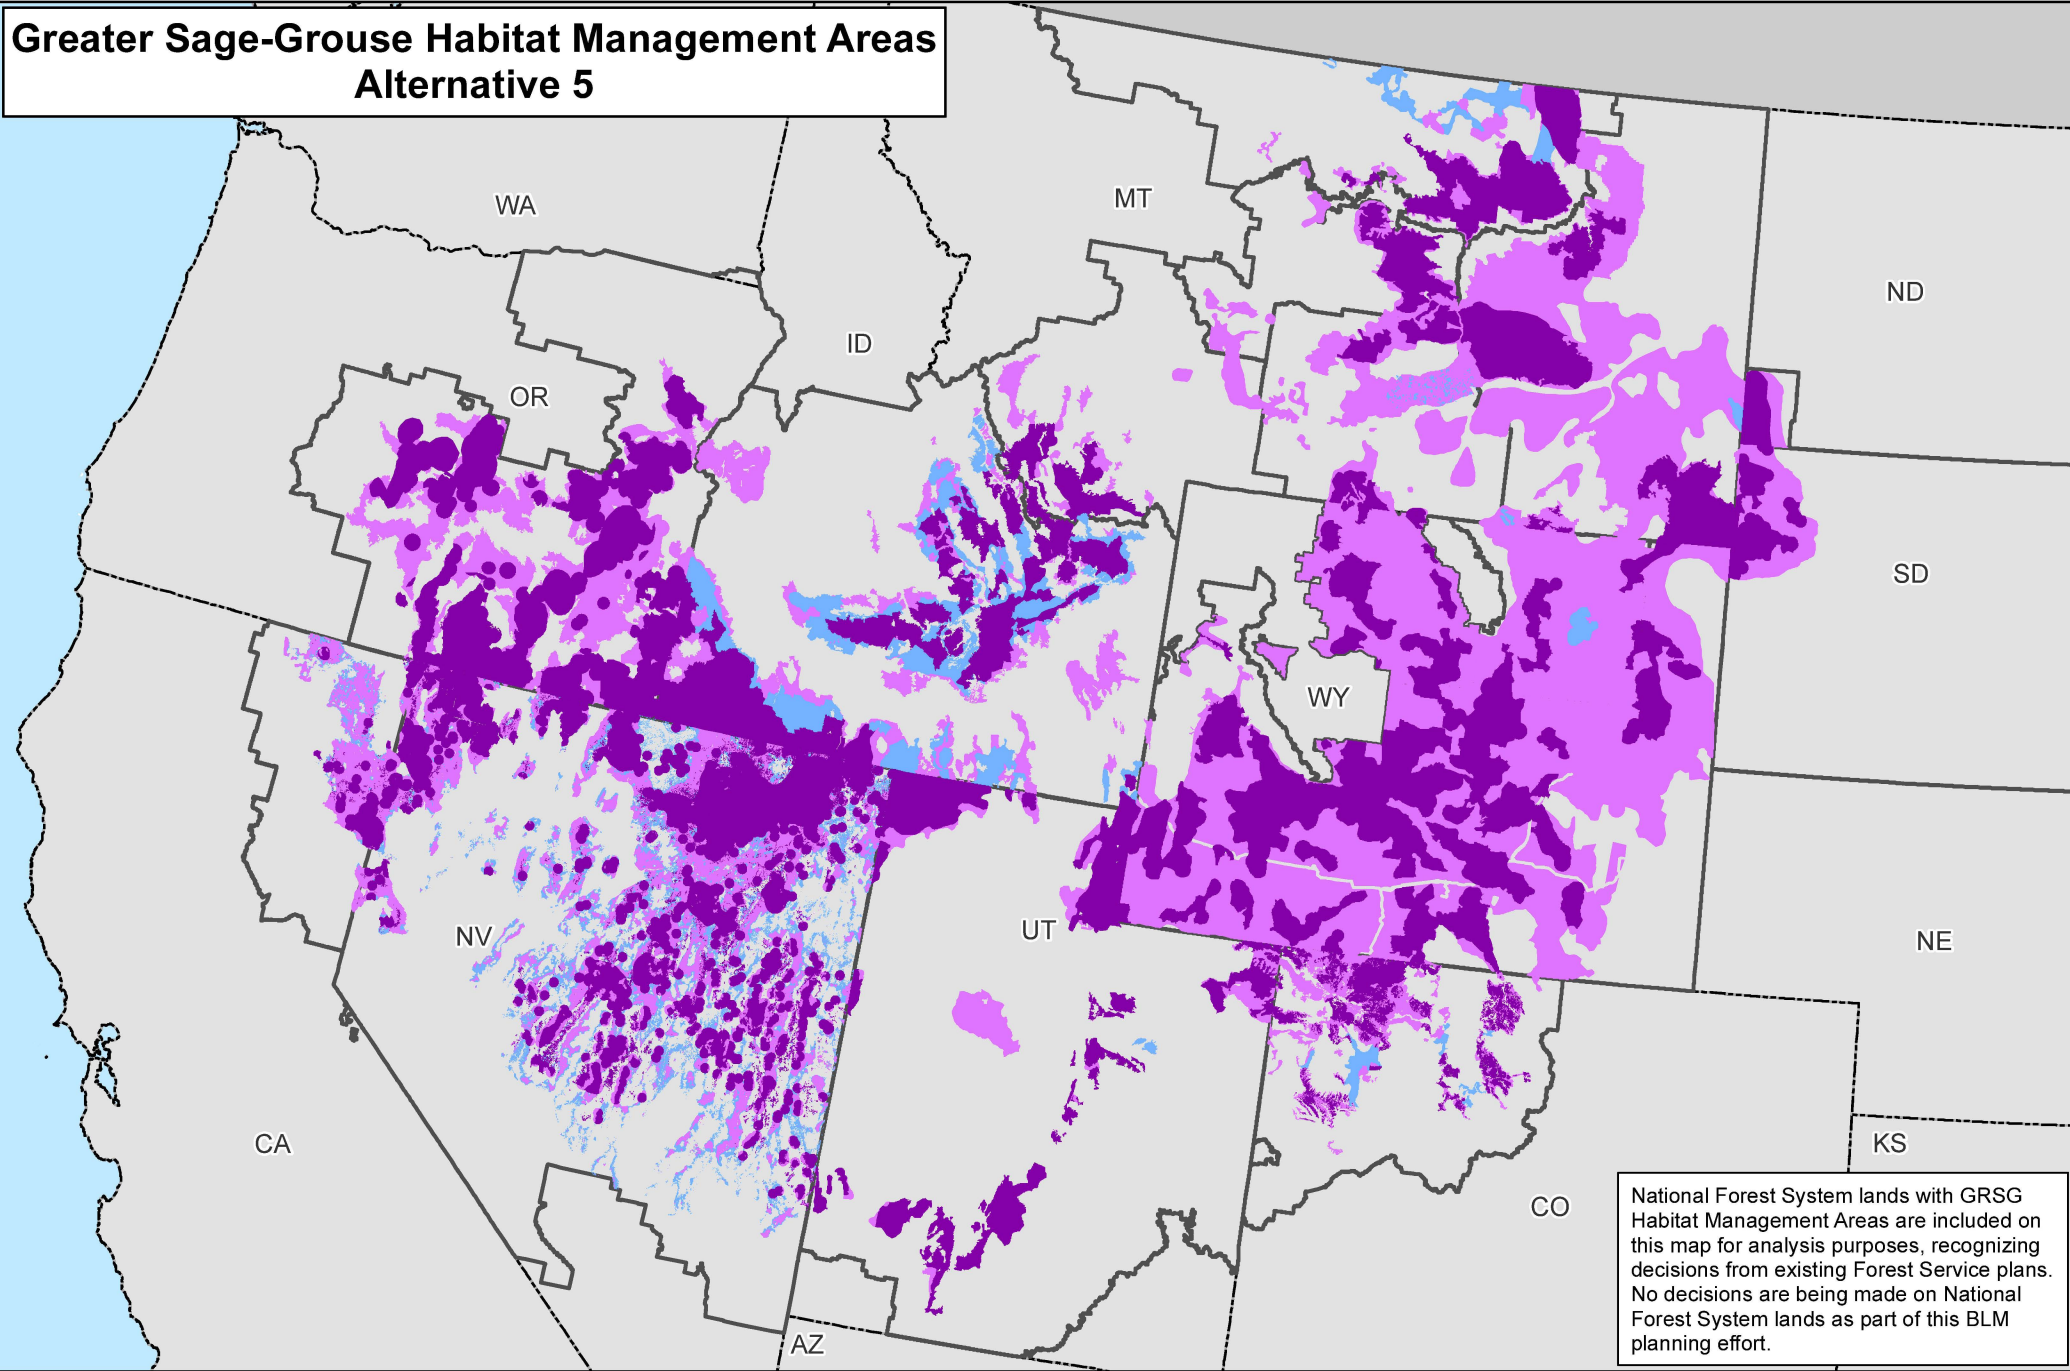 Greater Sage-Grouse Habitat Management Areas
Alternative 5
WA
MT
ND
ID
OR
SD
WY
NV
UT
NE
CA
KS
CO
AZ
National Forest System lands with GRSG
Habitat Management Areas are included on
this map for analysis purposes, recognizing
decisions from existing Forest Service plans.
No decisions are being made on National
Forest System lands as part of this BLM
planning effort.